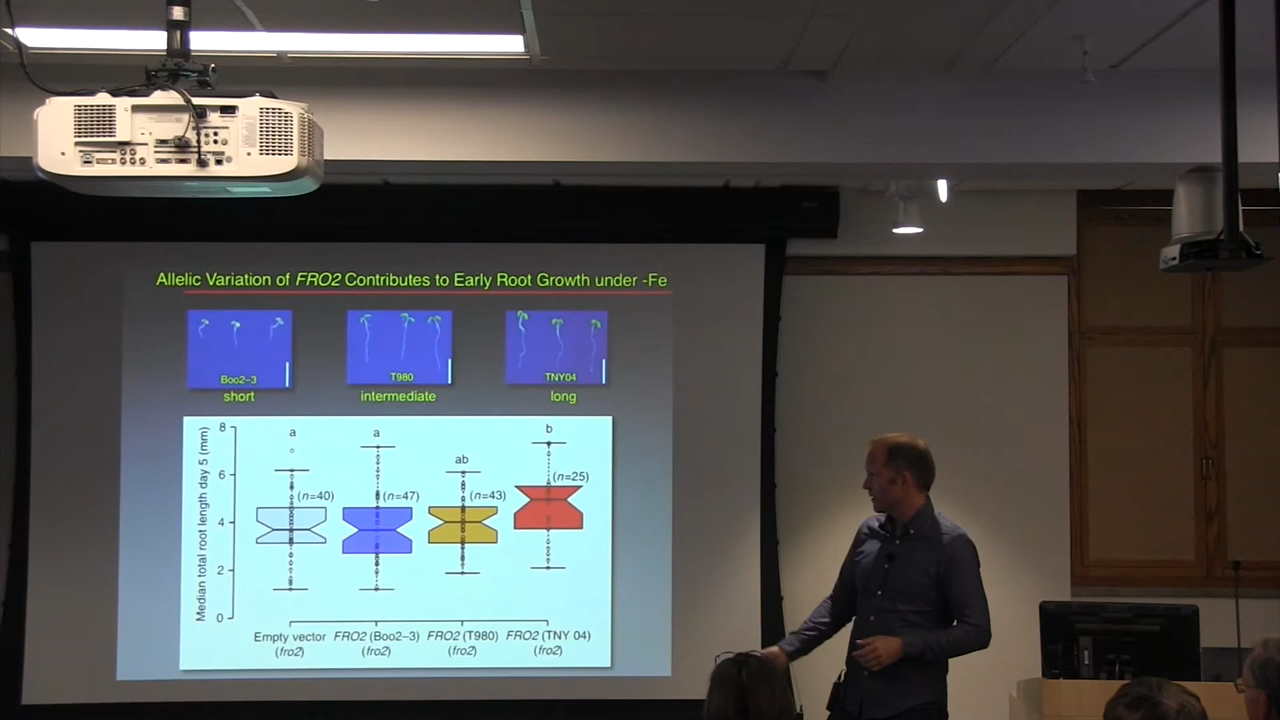 Allelic Variation of FRO2 Contributes to Early Root Growth under -Fe
Boo2–3
T980
TNY04
short
intermediate
long
Median total root length day 5 (mm)
8
6
4
2
0
a
a
ab
b
(n=40)
(n=47)
(n=43)
(n=25)
Empty vector
(fro2)
FRO2 (Boo2–3)
(fro2)
FRO2 (T980)
(fro2)
FRO2 (TNY 04)
(fro2)